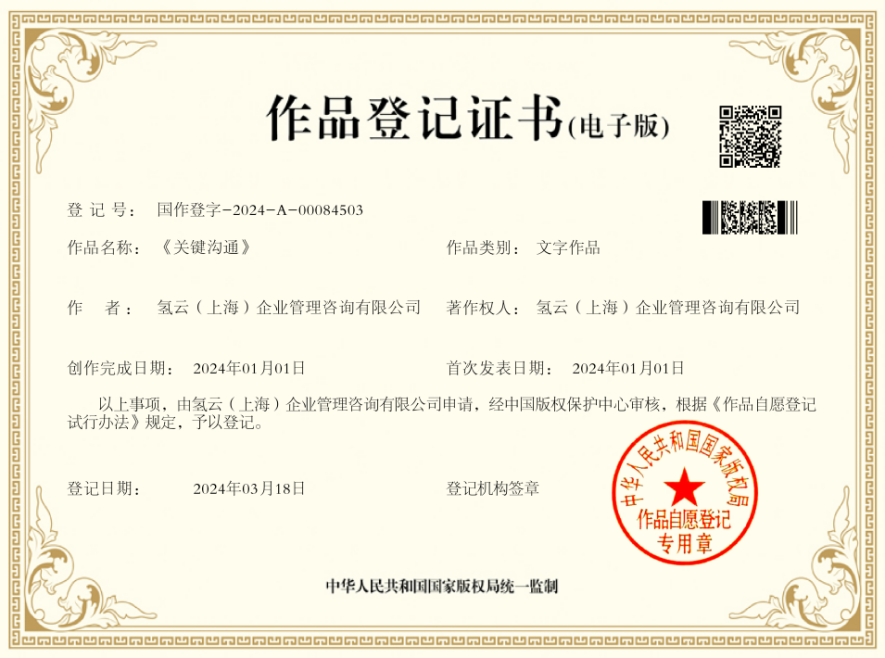 作品登记证书(电子版)
登 记 号： 国作登字-2024-A-00084503
作品名称： 《关键沟通》 作品类别： 文字作品
作 者： 氢云（上海）企业管理咨询有限公司 著作权人： 氢云（上海）企业管理咨询有限公司
创作完成日期： 2024年01月01日 首次发表日期： 2024年01月01日
以上事项，由氢云（上海）企业管理咨询有限公司申请，经中国版权保护中心审核，根据《作品自愿登记
试行办法》规定，予以登记。
登记日期： 2024年03月18日 登记机构签章
中华人民共和国国家版权局
作品自愿登记
专用章
中华人民共和国国家版权局统一监制